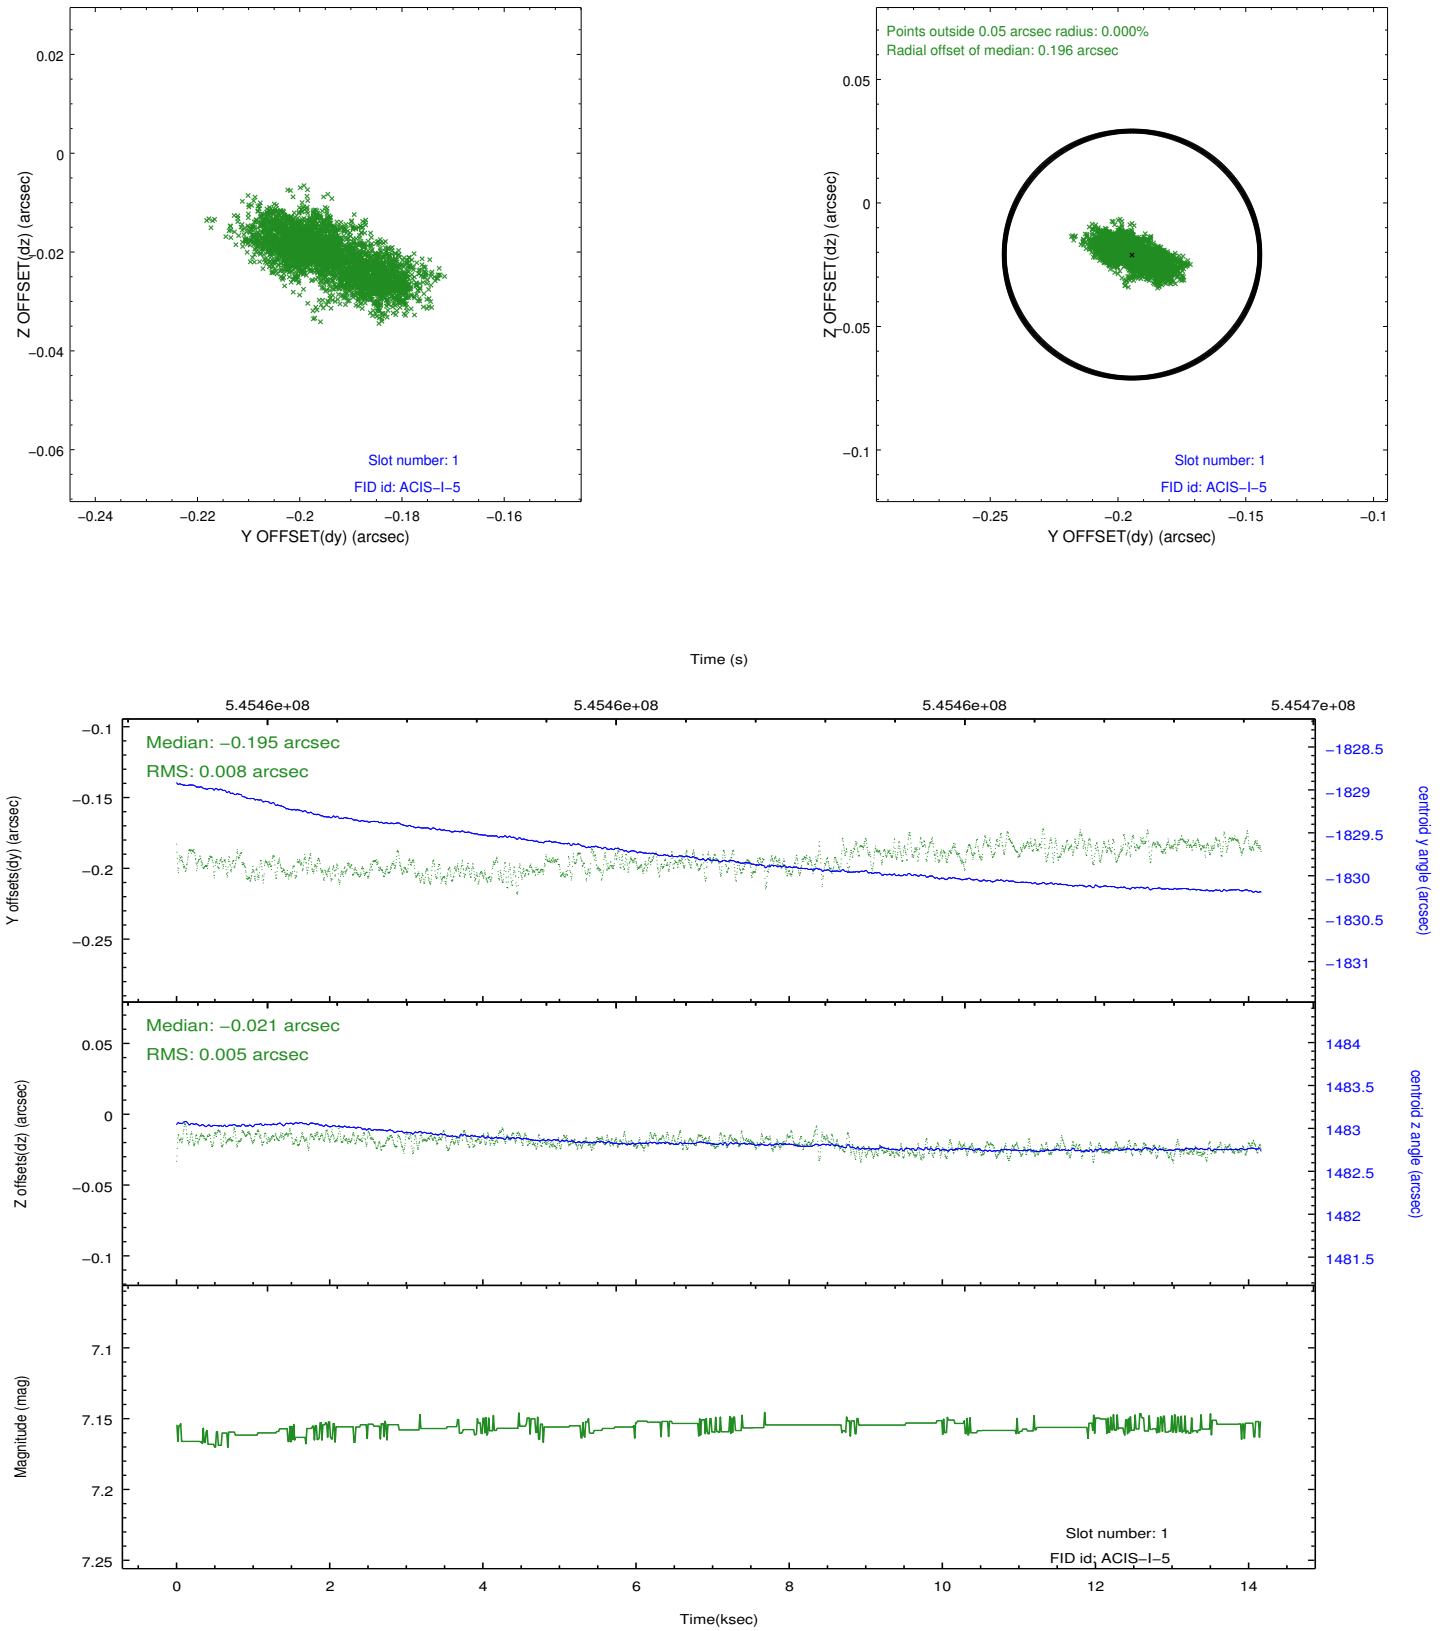 0.02
0
−0.02
−0.04
−0.06
Z OFFSET(dz) (arcsec)
Slot number: 1
FID id: ACIS−I−5
−0.24 −0.22 −0.2 −0.18 −0.16
Y OFFSET(dy) (arcsec)
Points outside 0.05 arcsec radius: 0.000%
Radial offset of median: 0.196 arcsec
0.05
0
−0.05
−0.1
Z OFFSET(dz) (arcsec)
Slot number: 1
FID id: ACIS−I−5
−0.25 −0.2 −0.15 −0.1
Y OFFSET(dy) (arcsec)
Time (s)
5.4546e+08 5.4546e+08 5.4546e+08 5.4547e+08
Median: −0.195 arcsec
RMS: 0.008 arcsec
−0.1
−0.15
−0.2
−0.25
Y offsets(dy) (arcsec)
−1828.5
−1829
−1829.5
−1830
−1830.5
−1831
centroid y angle (arcsec)
Median: −0.021 arcsec
RMS: 0.005 arcsec
0.05
0
−0.05
−0.1
Z offsets(dz) (arcsec)
1484
1483.5
1483
1482.5
1482
1481.5
centroid z angle (arcsec)
7.1
7.15
7.2
7.25
Magnitude (mag)
Slot number: 1
FID id: ACIS−I−5
0 2 4 6 8 10 12 14
Time(ksec)